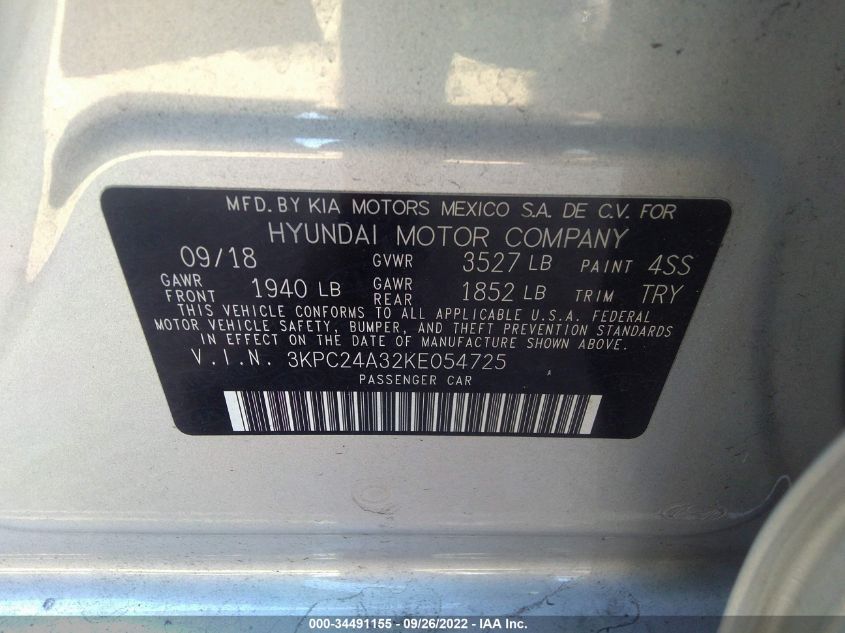 MFD. BY KIA MOTORS MEXICO S.A. DE C.V. FOR
HYUNDAI MOTOR COMPANY
09/18 GVWR 3527 LB PAINT 4SS
GAWR FRONT 1940 LB GAWR REAR 1852 LB TRIM TRY
THIS VEHICLE CONFORMS TO ALL APPLICABLE U.S.A. FEDERAL
MOTOR VEHICLE SAFETY, BUMPER, AND THEFT PREVENTION STANDARDS
IN EFFECT ON THE DATE OF MANUFACTURE SHOWN ABOVE.
V.I.N. 3KPC24A32KE054725
PASSENGER CAR
000-34491155 - 09/26/2022 - IAA Inc.